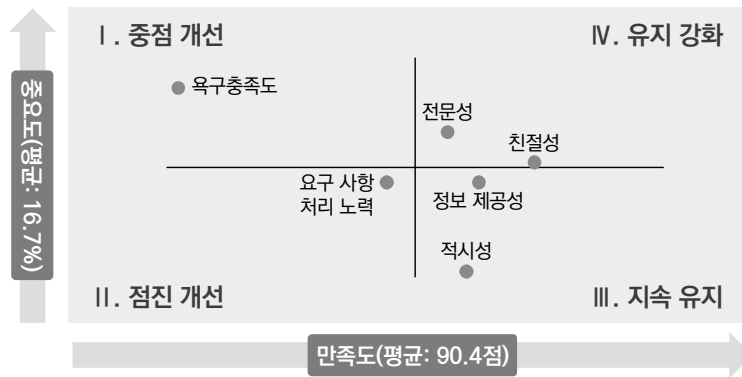 Ⅰ. 중점 개선
Ⅳ. 유지 강화
욕구충족도
전문성
친절성
중요도(평균: 16.7%)
요구 사항
처리 노력
정보 제공성
적시성
Ⅱ. 점진 개선
Ⅲ. 지속 유지
만족도(평균: 90.4점)